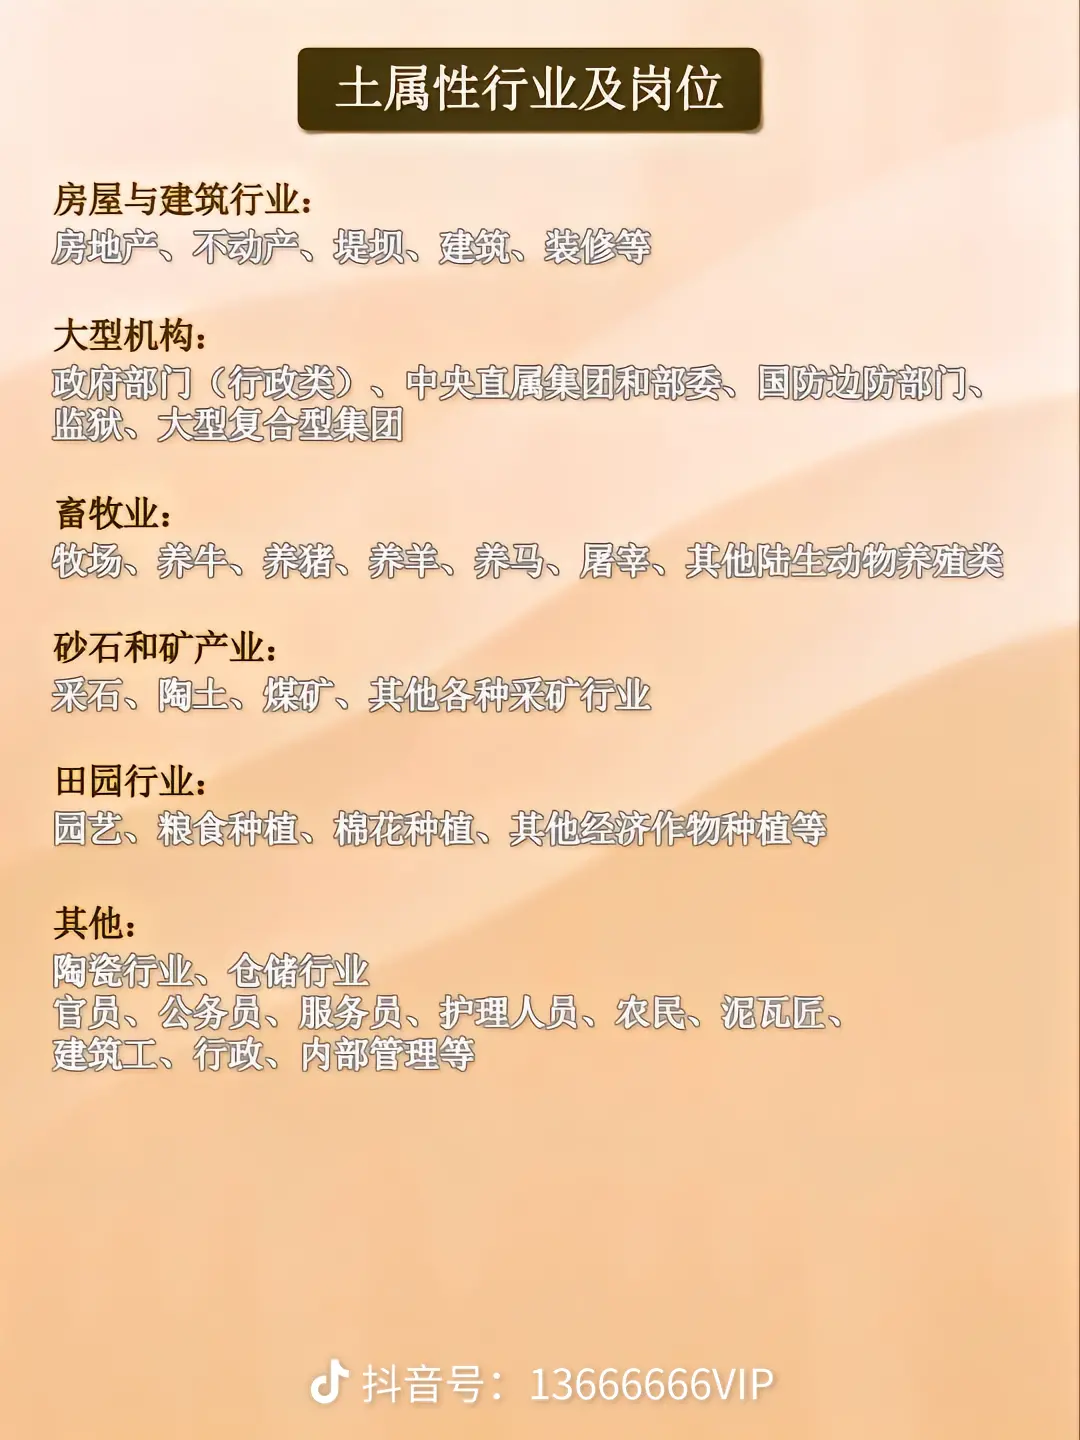 土属性行业及岗位
房屋与建筑行业：
房地产、不动产、堤坝、建筑、装修等
大型机构：
政府部门（行政类）、中央直属集团和部委、国防边防部门、
监狱、大型复合型集团
畜牧业：
牧场、养牛、养猪、养羊、养马、屠宰、其他陆生动物养殖类
砂石和矿产业：
采石、陶土、煤矿、其他各种采矿行业
田园行业：
园艺、粮食种植、棉花种植、其他经济作物种植等
其他：
陶瓷行业、仓储行业
官员、公务员、服务员、护理人员、农民、泥瓦匠、
建筑工、行政、内部管理等
抖音号：13666666VIP